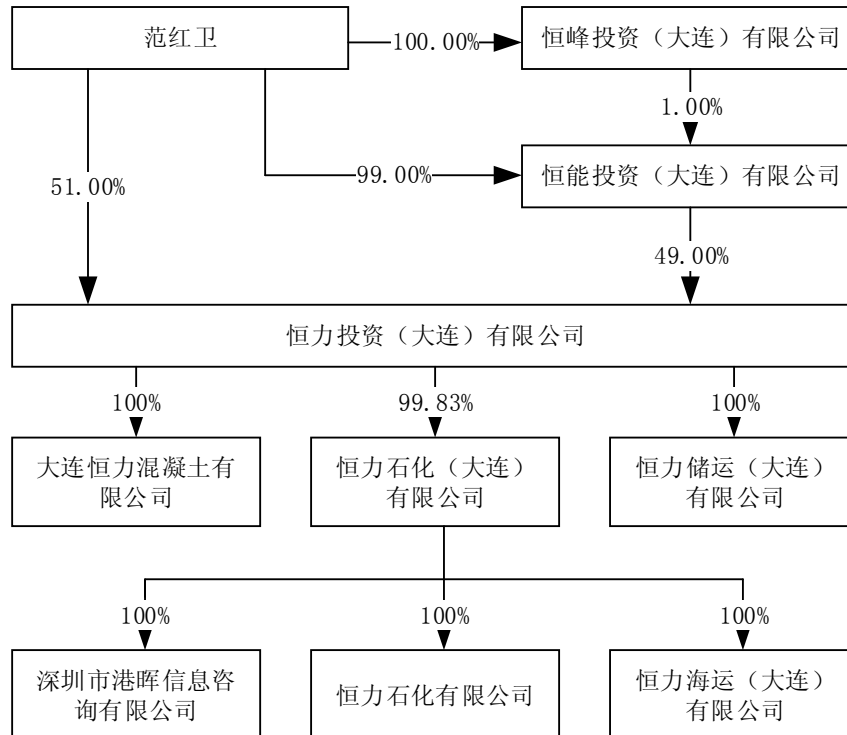 范红卫
100.00%
恒峰投资（大连）有限公司
1.00%
51.00%
99.00%
恒能投资（大连）有限公司
49.00%
恒力投资（大连）有限公司
100%
99.83%
100%
大连恒力混凝土有
限公司
恒力石化（大连）
有限公司
恒力储运（大连）
有限公司
100%
100%
100%
深圳市港晖信息咨
询有限公司
恒力石化有限公司
恒力海运（大连）
有限公司